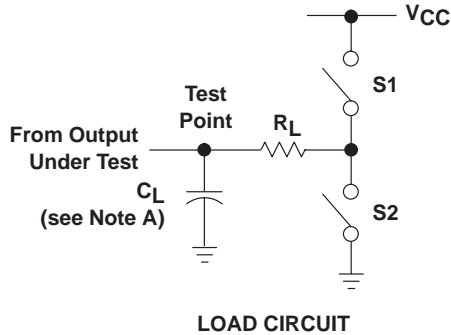 VCC
S1
Test
Point
RL
From Output
Under Test
CL
(see Note A)
S2
LOAD CIRCUIT